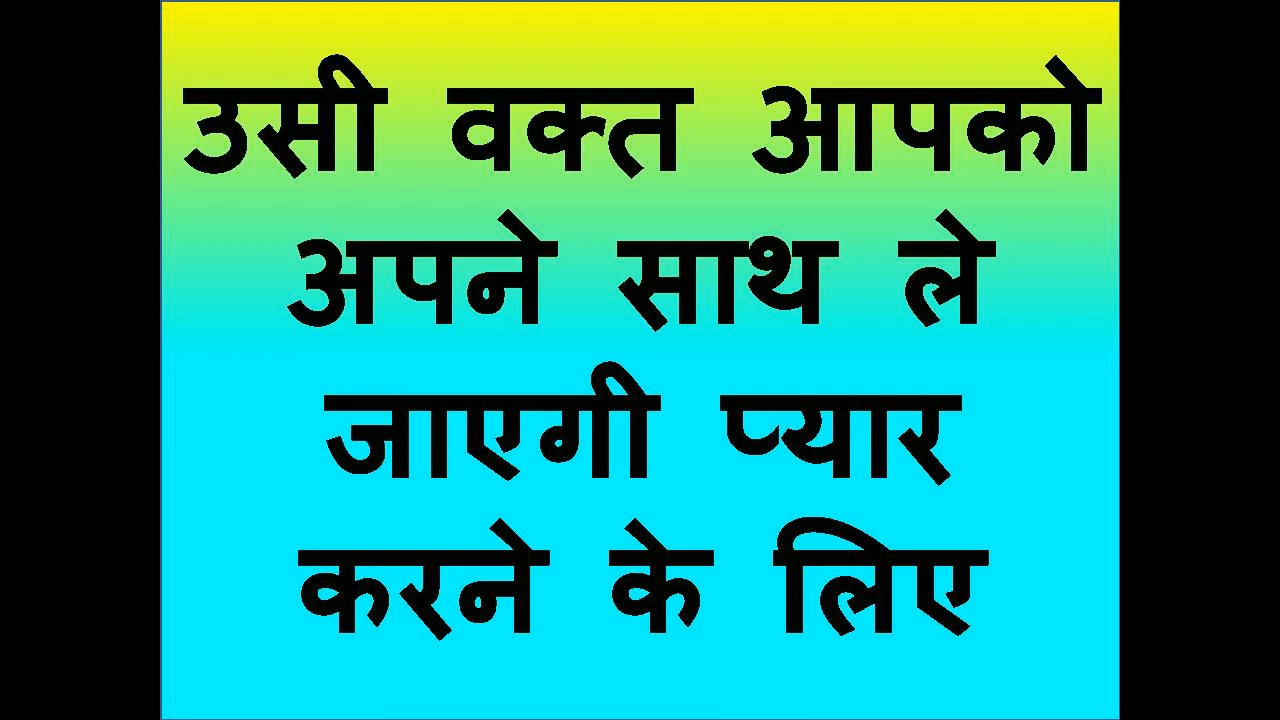 उसी वक्त आपको
अपने साथ ले
जाएगी प्यार
करने के लिए